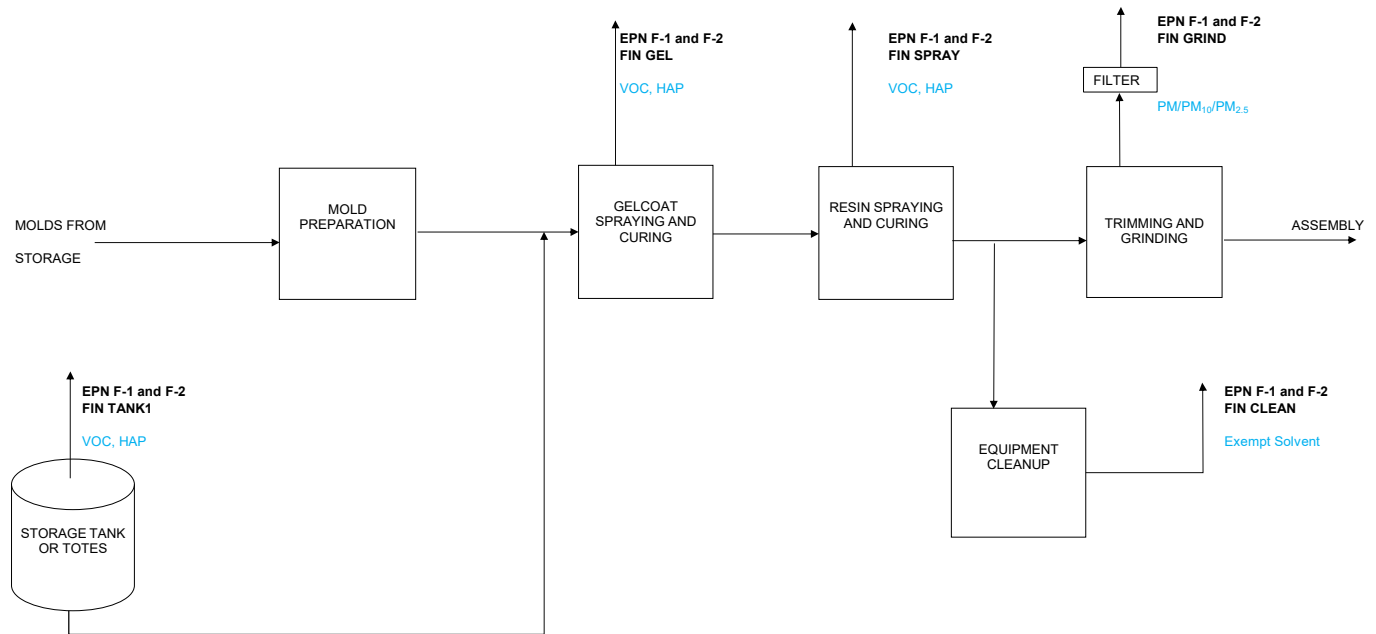 EPN F-1 and F-2
FIN GEL
VOC, HAP
EPN F-1 and F-2
FIN SPRAY
VOC, HAP
EPN F-1 and F-2
FIN GRIND
FILTER
PM/PM₁₀/PM₂.₅
MOLDS FROM
STORAGE
MOLD
PREPARATION
GELCOAT
SPRAYING AND
CURING
RESIN SPRAYING
AND CURING
TRIMMING AND
GRINDING
ASSEMBLY
EPN F-1 and F-2
FIN TANK1
VOC, HAP
STORAGE TANK
OR TOTES
EQUIPMENT
CLEANUP
EPN F-1 and F-2
FIN CLEAN
Exempt Solvent